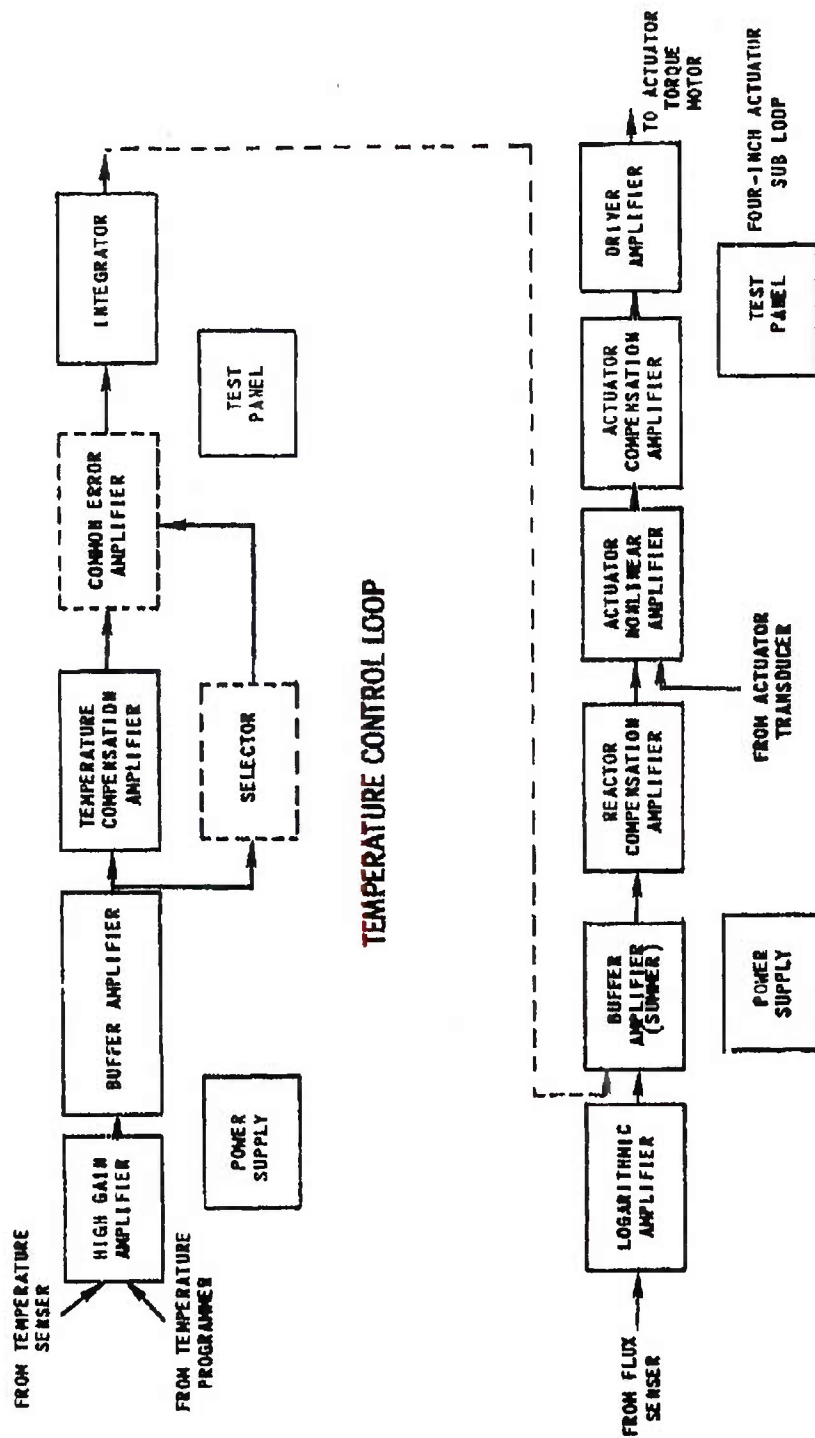 FROM TEMPERATURE
SENSER
FROM TEMPERATURE
PROGRAMMER
HIGH GAIN
AMPLIFIER
BUFFER AMPLIFIER
TEMPERATURE
COMPENSATION
AMPLIFIER
COMMON ERROR
AMPLIFIER
INTEGRATOR
POWER
SUPPLY
SELECTOR
TEST
PANEL
TEMPERATURE CONTROL LOOP
FROM FLUX
SENSER
LOGARITHMIC
AMPLIFIER
BUFFER
AMPLIFIER
(SUMMER)
REACTOR
COMPENSATION
AMPLIFIER
ACTUATOR
NONLINEAR
AMPLIFIER
ACTUATOR
COMPENSATION
AMPLIFIER
DRIVER
AMPLIFIER
TO ACTUATOR
TORQUE
MOTOR
POWER
SUPPLY
FROM ACTUATOR
TRANSDUCER
TEST
PANEL
FOUR-INCH ACTUATOR
SUB LOOP